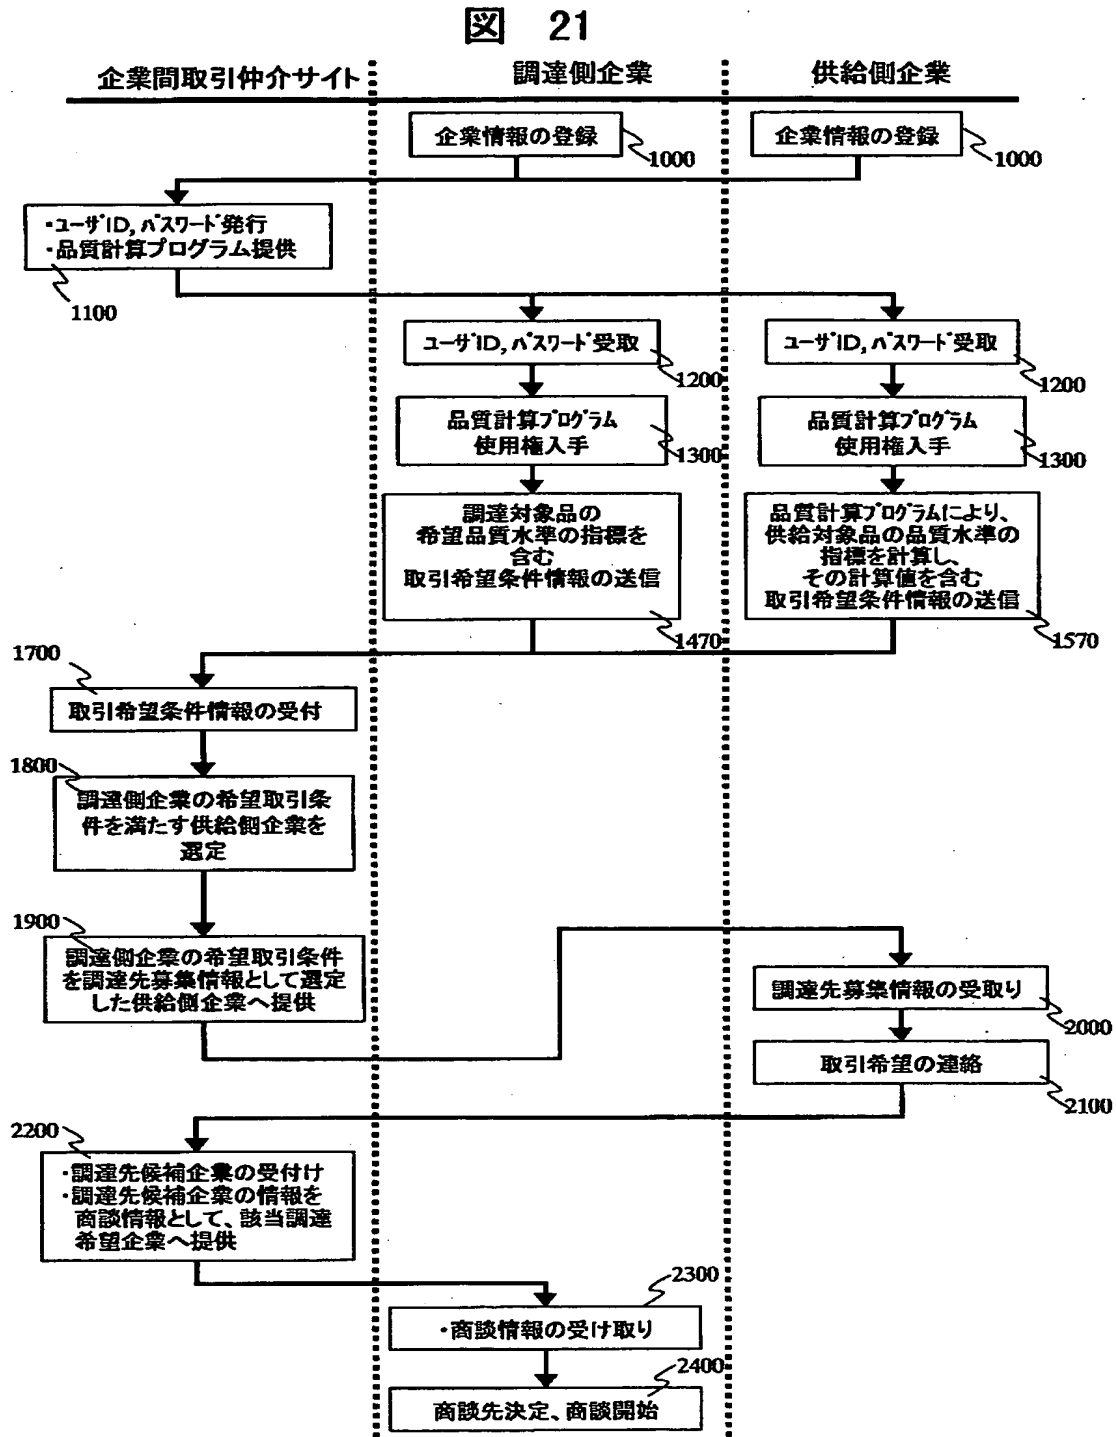 図 21
企業間取引仲介サイト
調達側企業
供給側企業
企業情報の登録
1000
企業情報の登録
1000
・ユーザID, パスワード発行
・品質計算プログラム提供
1100
ユーザID, パスワード受取
1200
ユーザID, パスワード受取
1200
品質計算プログラム
使用権入手
1300
品質計算プログラム
使用権入手
1300
調達対象品の
希望品質水準の指標を
含む
取引希望条件情報の送信
1470
品質計算プログラムにより、
供給対象品の品質水準の
指標を計算し、
その計算値を含む
取引希望条件情報の送信
1570
1700
取引希望条件情報の受付
1800
調達側企業の希望取引条
件を満たす供給側企業を
選定
1900
調達側企業の希望取引条件
を調達先募集情報として選定
した供給側企業へ提供
調達先募集情報の受取り
2000
取引希望の連絡
2100
2200
・調達先候補企業の受付け
・調達先候補企業の情報を
商談情報として、該当調達
希望企業へ提供
2300
・商談情報の受け取り
2400
商談先決定、商談開始